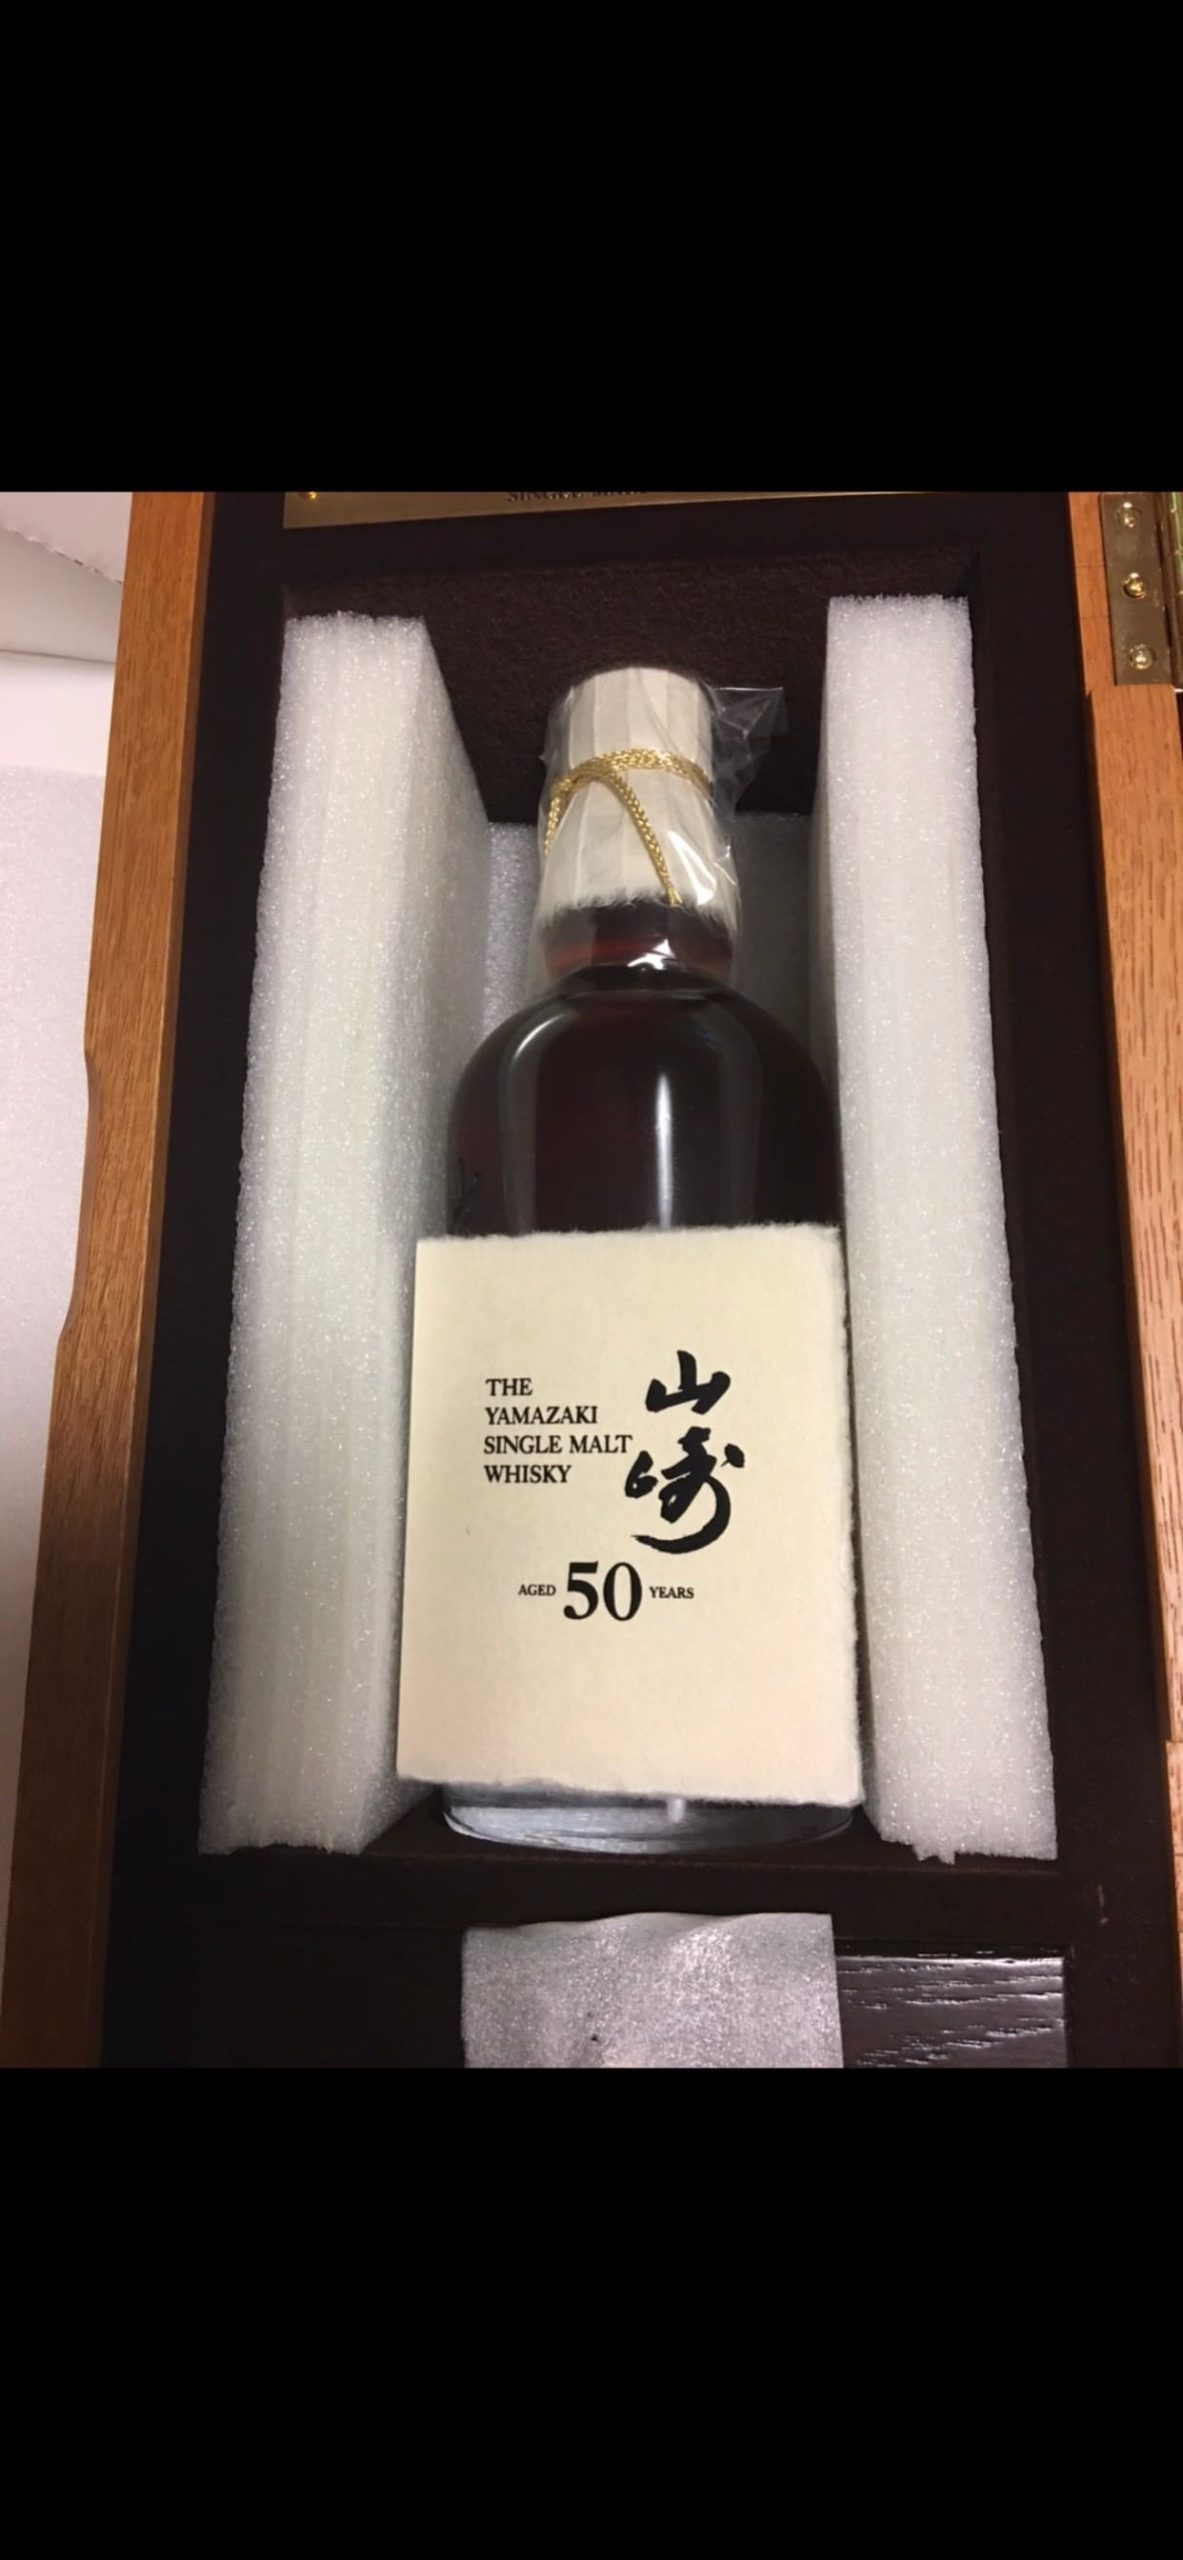 THE
YAMAZAKI
SINGLE MALT
WHISKY
山崎
AGED 50 YEARS